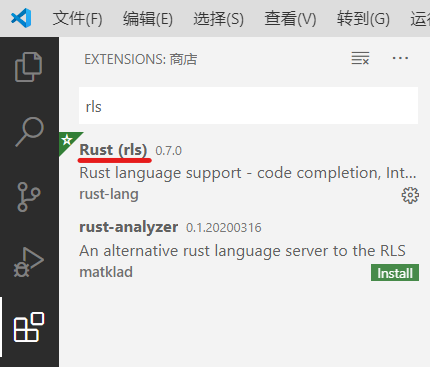 文件(F) 编辑(E) 选择(S) 查看(V) 转到(G) 运行
EXTENSIONS: 商店
rls
Rust (rls) 0.7.0
Rust language support - code completion, Int...
rust-lang
rust-analyzer 0.1.20200316
An alternative rust language server to the RLS
matklad Install